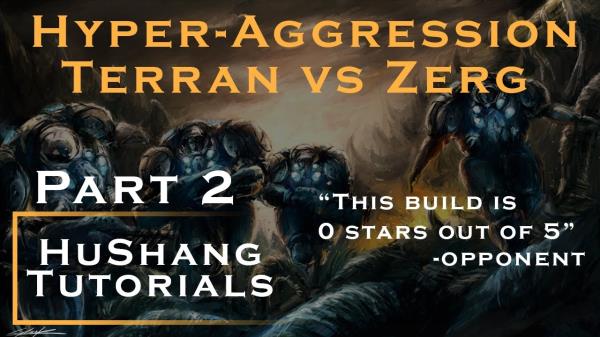 Hyper-Aggression
Terran vs Zerg
Part 2
HuShang
Tutorials
“This build is
0 stars out of 5”
-opponent